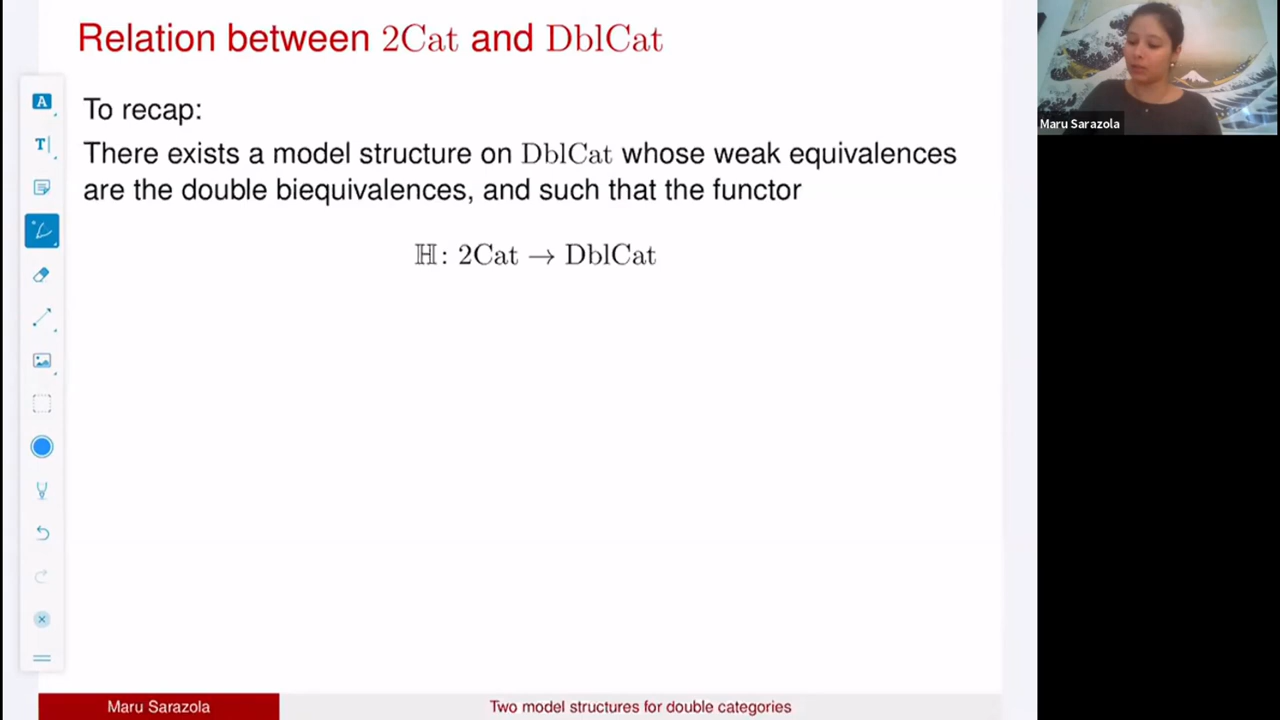 Relation between 2Cat and DblCat
To recap:
There exists a model structure on DblCat whose weak equivalences
are the double biequivalences, and such that the functor
ℍ: 2Cat → DblCat
Maru Sarazola
A
T
Maru Sarazola
Two model structures for double categories